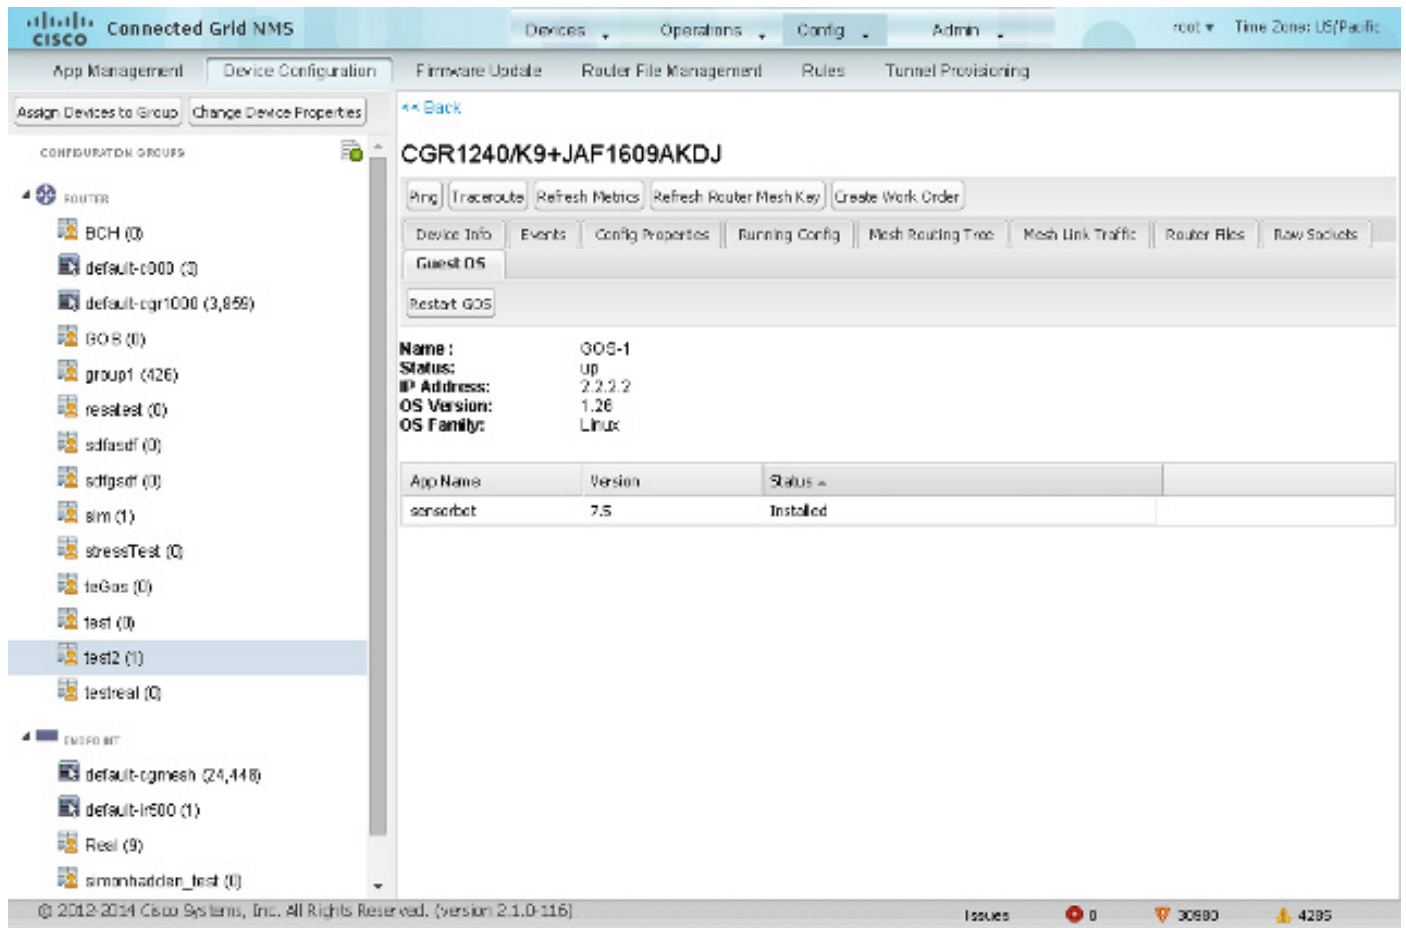 CISCO Connected Grid NMS Devices Operations Config Admin root Time Zone: US/Pacific
App Management Device Configuration Firmware Update Router File Management Rules Tunnel Provisioning
Assign Devices to Group Change Device Properties
<< Back
CONFIGURATION GROUPS
CGR1240/K9+JAF1609AKDJ
Ping Traceroute Refresh Metrics Refresh Router Mesh Key Create Work Order
Device Info Events Config Properties Running Config Mesh Routing Tree Mesh Link Traffic Router Files Raw Sockets
Guest OS
Restart GOS
Name: GOS-1
Status: up
IP Address: 2.2.2.2
OS Version: 1.26
OS Family: Linux
App Name Version Status
sensorbot 7.5 Installed
ROUTER
BCH (0)
default-c800 (3)
default-cgr1000 (3,859)
GOS (0)
group1 (426)
resatest (0)
sdfasdf (0)
sdfgsdf (0)
sim (1)
stressTest (0)
teGos (0)
test (0)
test2 (1)
testreal (0)
ENDPOINT
default-cgmesh (24,448)
default-ir500 (1)
Real (9)
simonhadden_test (0)
© 2012-2014 Cisco Systems, Inc. All Rights Reserved. (version 2.1.0-116)
Issues 0 30980 4285